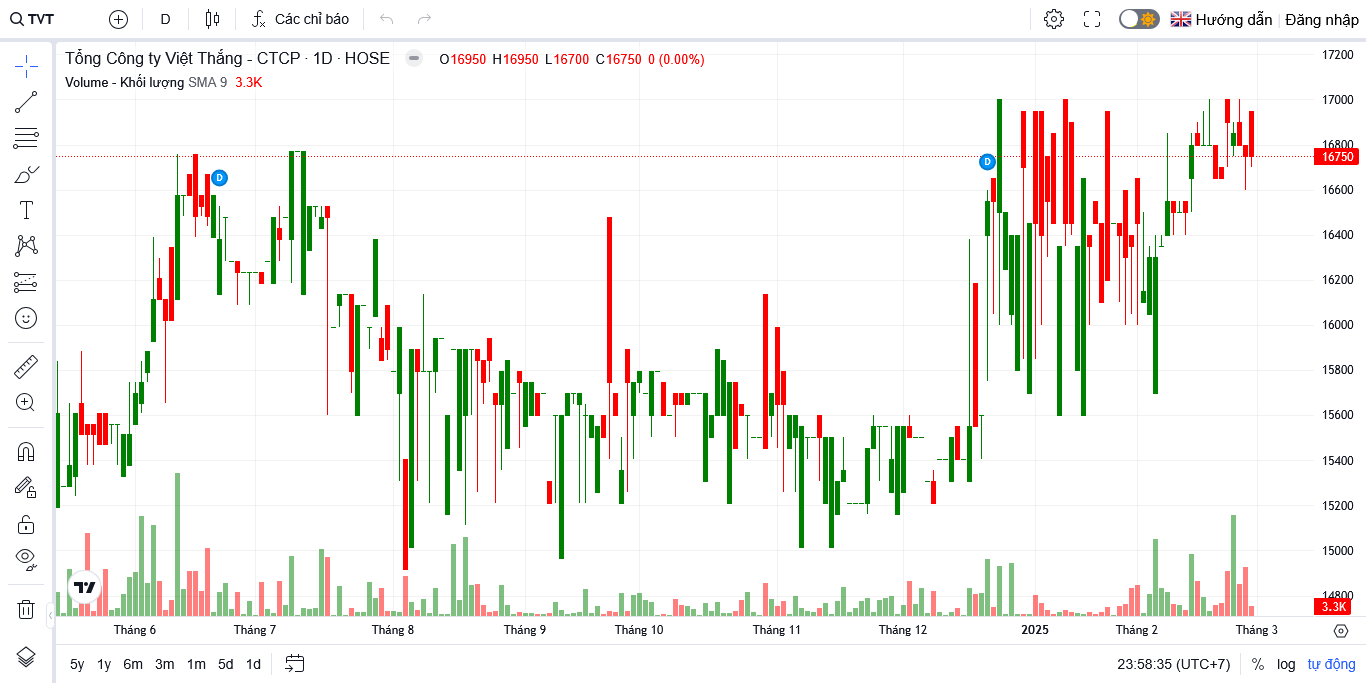 TVT D Các chỉ báo Hướng dẫn Đăng nhập
Tổng Công ty Việt Thắng - CTCP · 1D · HOSE O16950 H16950 L16700 C16750 0 (0.00%)
Volume - Khối lượng SMA 9 3.3K
17200
17000
16800
16750
16600
16400
16200
16000
15800
15600
15400
15200
15000
14800
3.3K
D
D
Tháng 6 Tháng 7 Tháng 8 Tháng 9 Tháng 10 Tháng 11 Tháng 12 2025 Tháng 2 Tháng 3
5y 1y 6m 3m 1m 5d 1d 23:58:35 (UTC+7) % log tự động